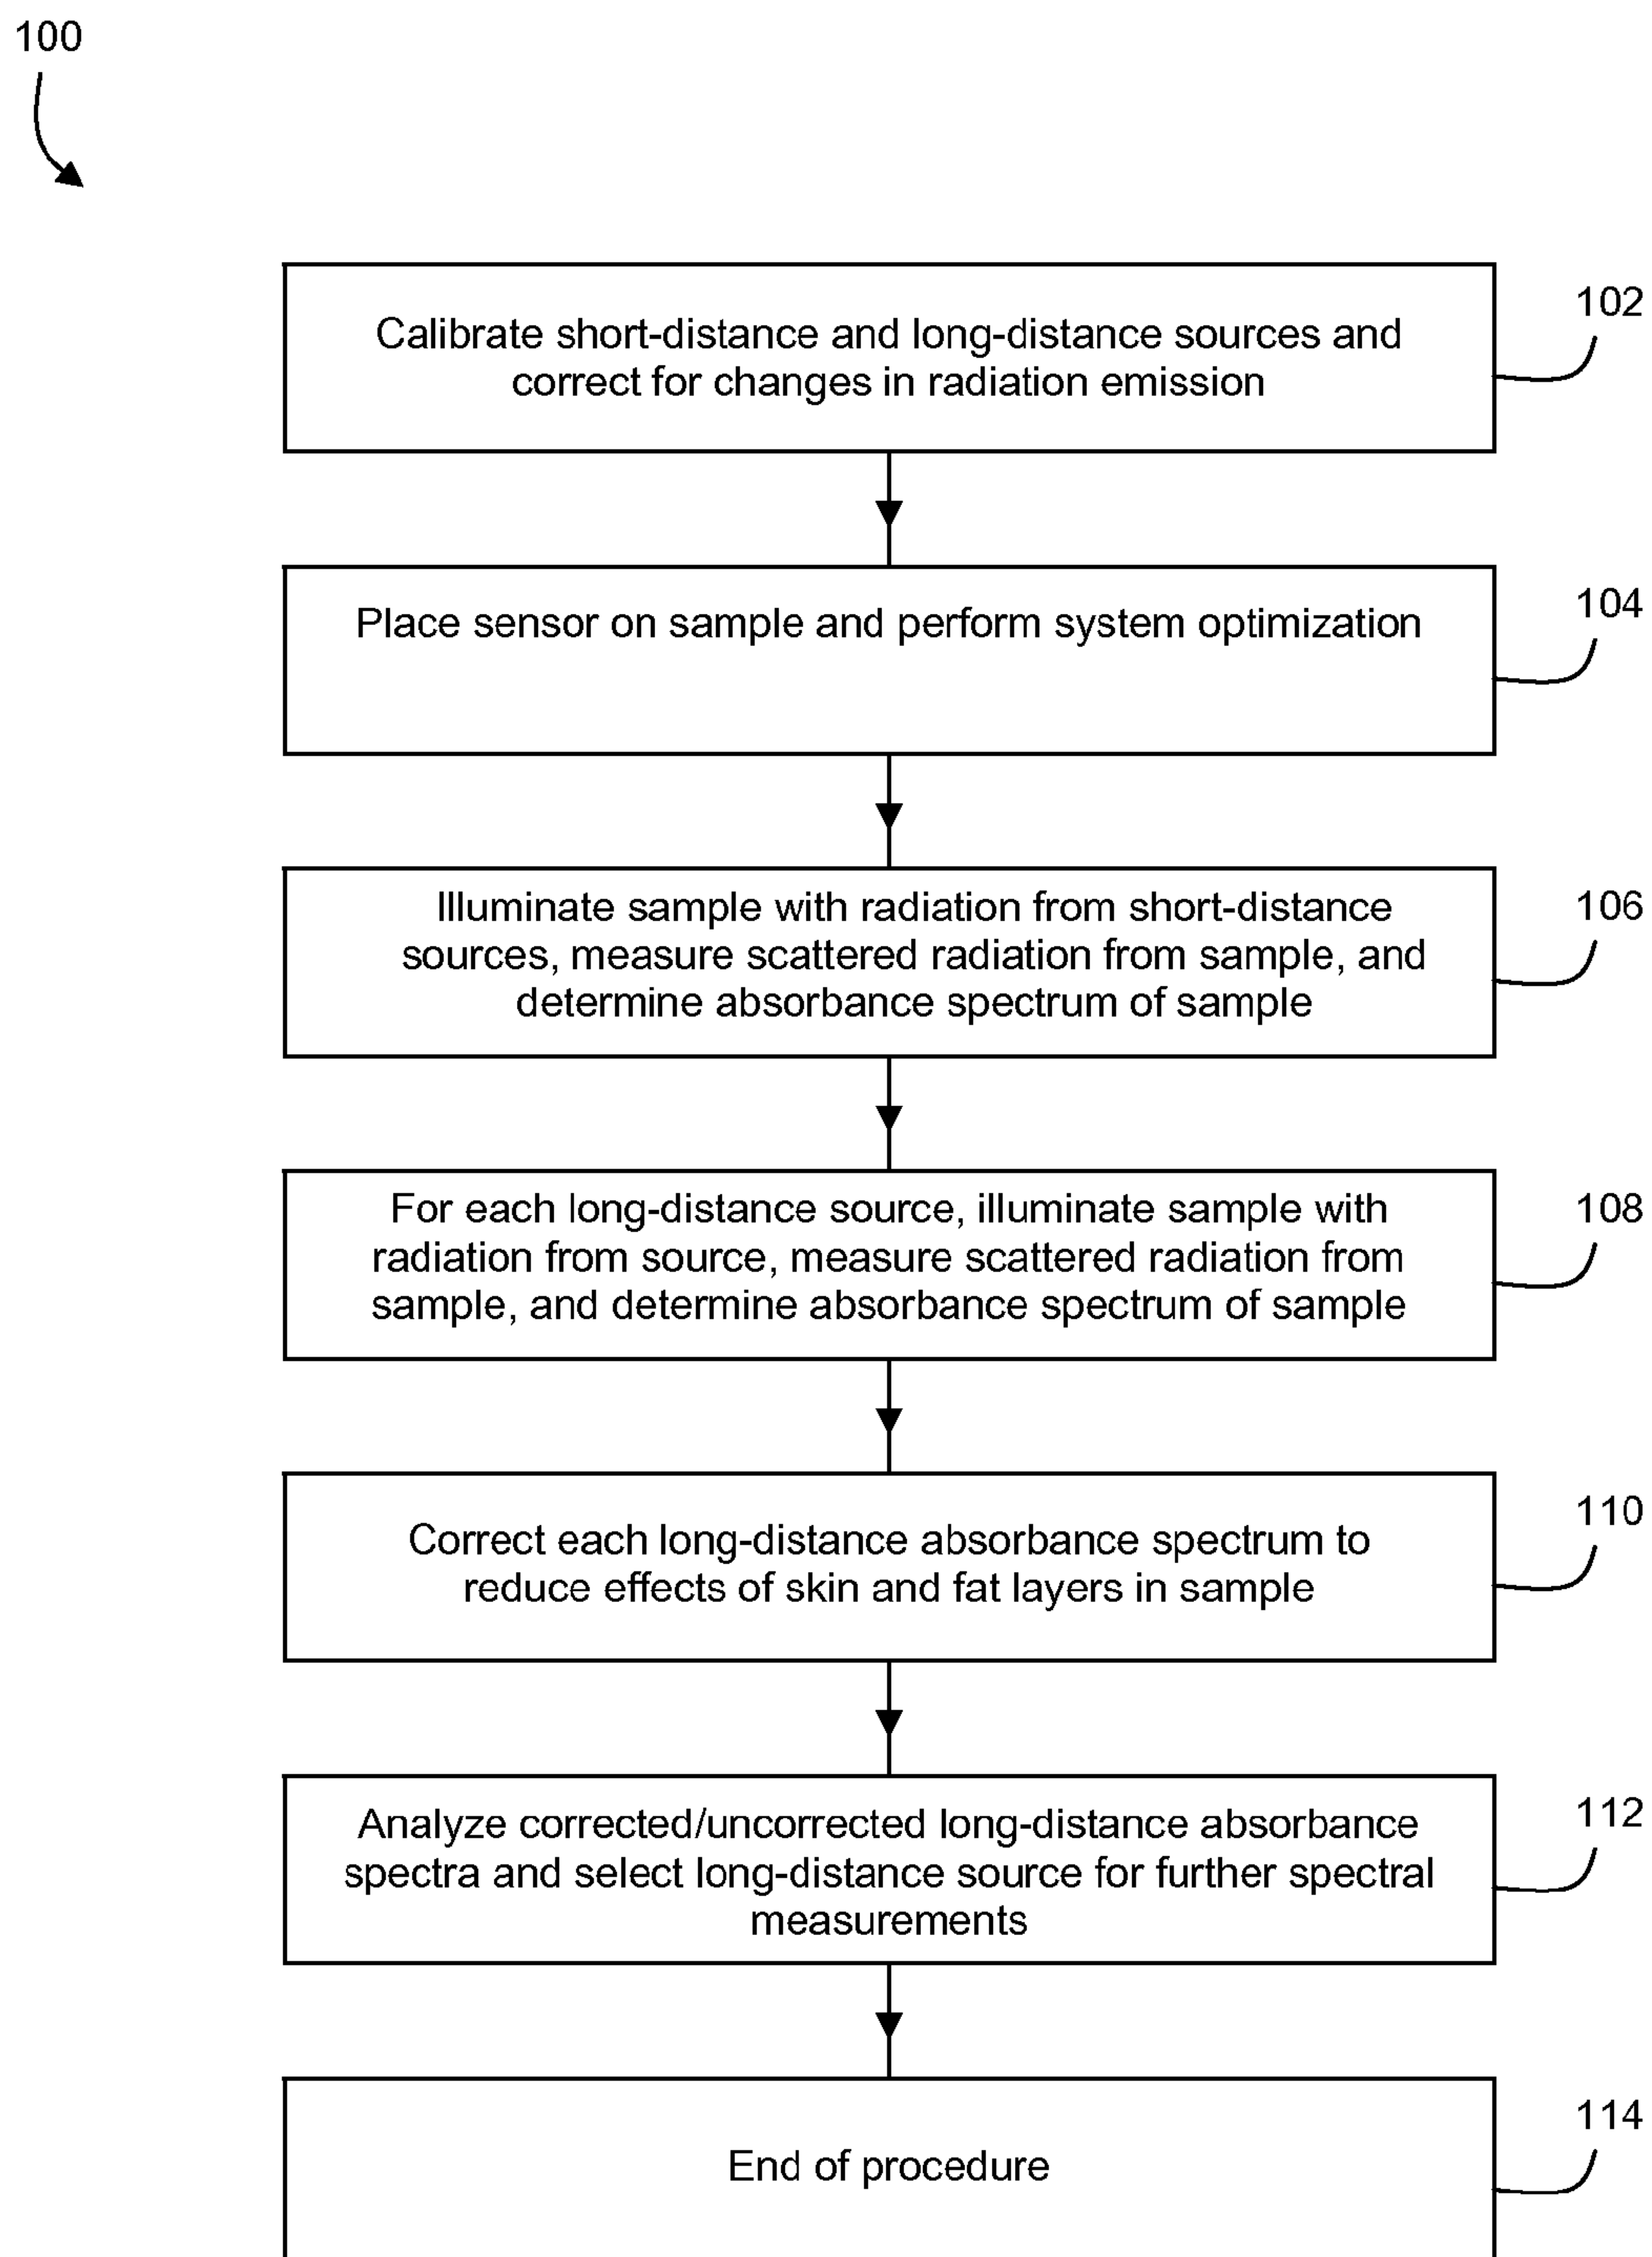 100
102
Calibrate short-distance and long-distance sources and
correct for changes in radiation emission
104
Place sensor on sample and perform system optimization
106
Illuminate sample with radiation from short-distance
sources, measure scattered radiation from sample, and
determine absorbance spectrum of sample
108
For each long-distance source, illuminate sample with
radiation from source, measure scattered radiation from
sample, and determine absorbance spectrum of sample
110
Correct each long-distance absorbance spectrum to
reduce effects of skin and fat layers in sample
112
Analyze corrected/uncorrected long-distance absorbance
spectra and select long-distance source for further spectral
measurements
114
End of procedure